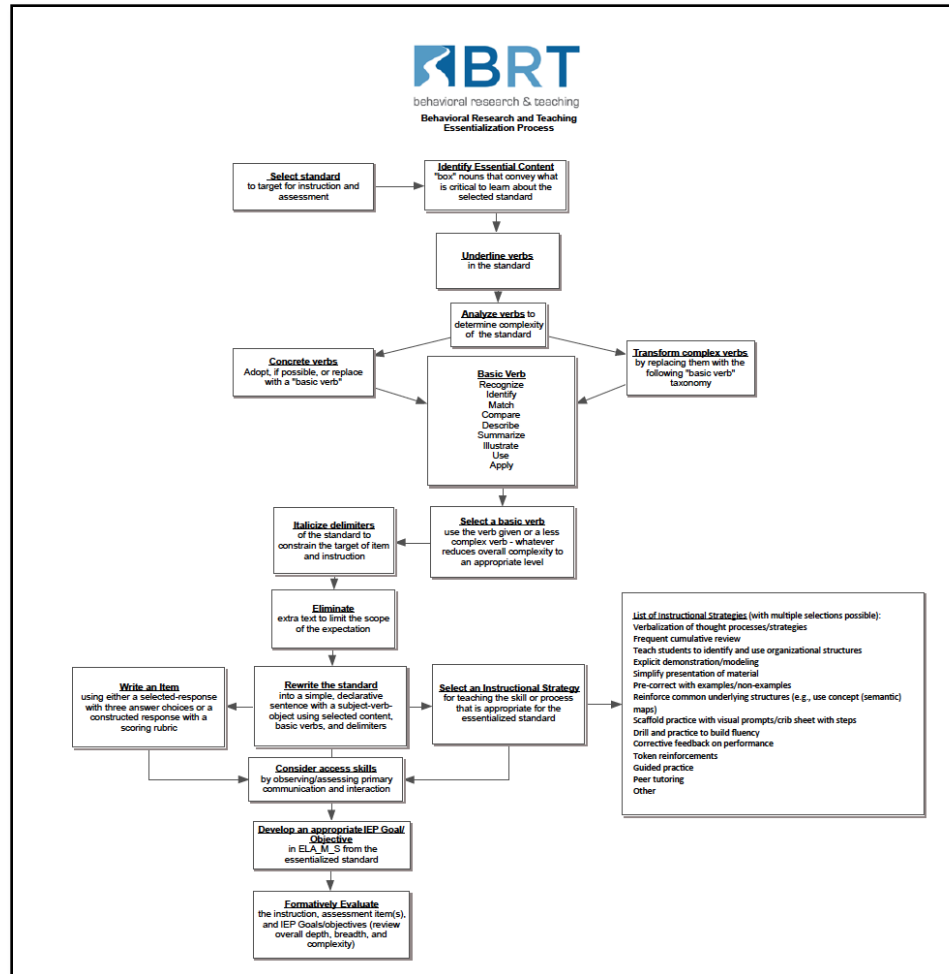 BRT
behavioral research & teaching
Behavioral Research and Teaching
Essentialization Process
Select standard
to target for instruction and
assessment
Identify Essential Content
"box" nouns that convey what
is critical to learn about the
selected standard
Underline verbs
in the standard
Analyze verbs to
determine complexity
of the standard
Concrete verbs
Adopt, if possible, or replace
with a "basic verb"
Transform complex verbs
by replacing them with the
following "basic verb"
taxonomy
Basic Verb
Recognize
Identify
Match
Compare
Describe
Summarize
Illustrate
Use
Apply
Select a basic verb
use the verb given or a less
complex verb - whatever
reduces overall complexity to
an appropriate level
Italicize delimiters
of the standard to
constrain the target of item
and instruction
Eliminate
extra text to limit the scope
of the expectation
Rewrite the standard
into a simple, declarative
sentence with a subject-verb-
object using selected content,
basic verbs, and delimiters
Write an Item
using either a selected-response
with three answer choices or a
constructed response with a
scoring rubric
Select an Instructional Strategy
for teaching the skill or process
that is appropriate for the
essentialized standard
List of Instructional Strategies (with multiple selections possible):
Verbalization of thought processes/strategies
Frequent cumulative review
Teach students to identify and use organizational structures
Explicit demonstration/modeling
Simplify presentation of material
Pre-correct with examples/non-examples
Reinforce common underlying structures (e.g., use concept (semantic)
maps)
Scaffold practice with visual prompts/crib sheet with steps
Drill and practice to build fluency
Corrective feedback on performance
Token reinforcements
Guided practice
Peer tutoring
Other
Consider access skills
by observing/assessing primary
communication and interaction
Develop an appropriate IEP Goal/
Objective
in ELA_M_S from the
essentialized standard
Formatively Evaluate
the instruction, assessment item(s),
and IEP Goals/objectives (review
overall depth, breadth, and
complexity)